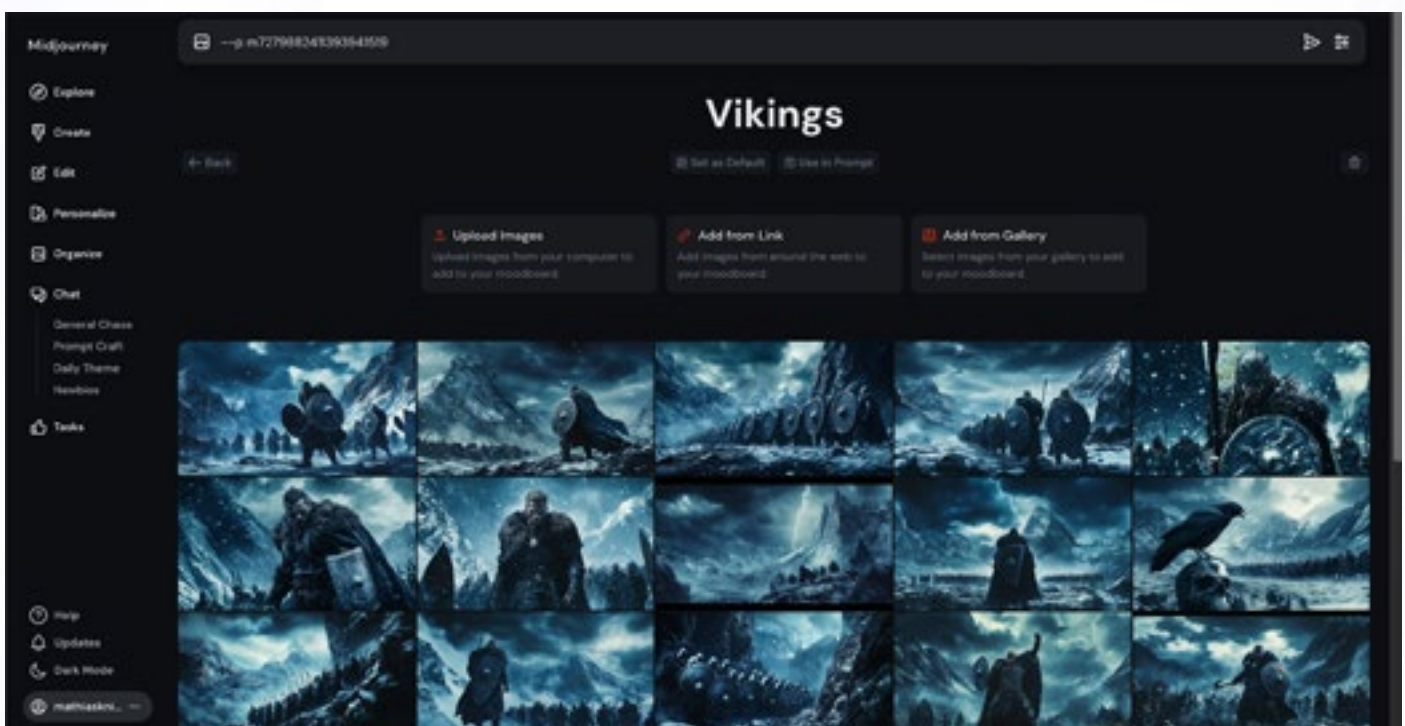 Midjourney
--p
Explore
Create
Edit
Personalize
Organize
Chat
General Chaos
Prompt Craft
Daily Theme
Newbies
Tasks
Help
Updates
Dark Mode
mathiaskni...
Vikings
Back
Set as Default
Use in Prompt
Upload Images
Upload images from your computer to
add to your moodboard.
Add from Link
Add images from around the web to
your moodboard.
Add from Gallery
Select images from your gallery to add
to your moodboard.